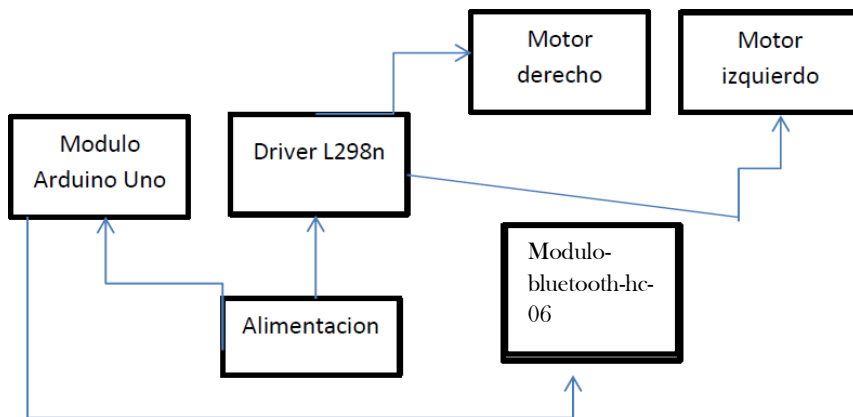 Motor
derecho
Motor
izquierdo
Modulo
Arduino Uno
Driver L298n
Modulo-
bluetooth-hc-
06
Alimentacion